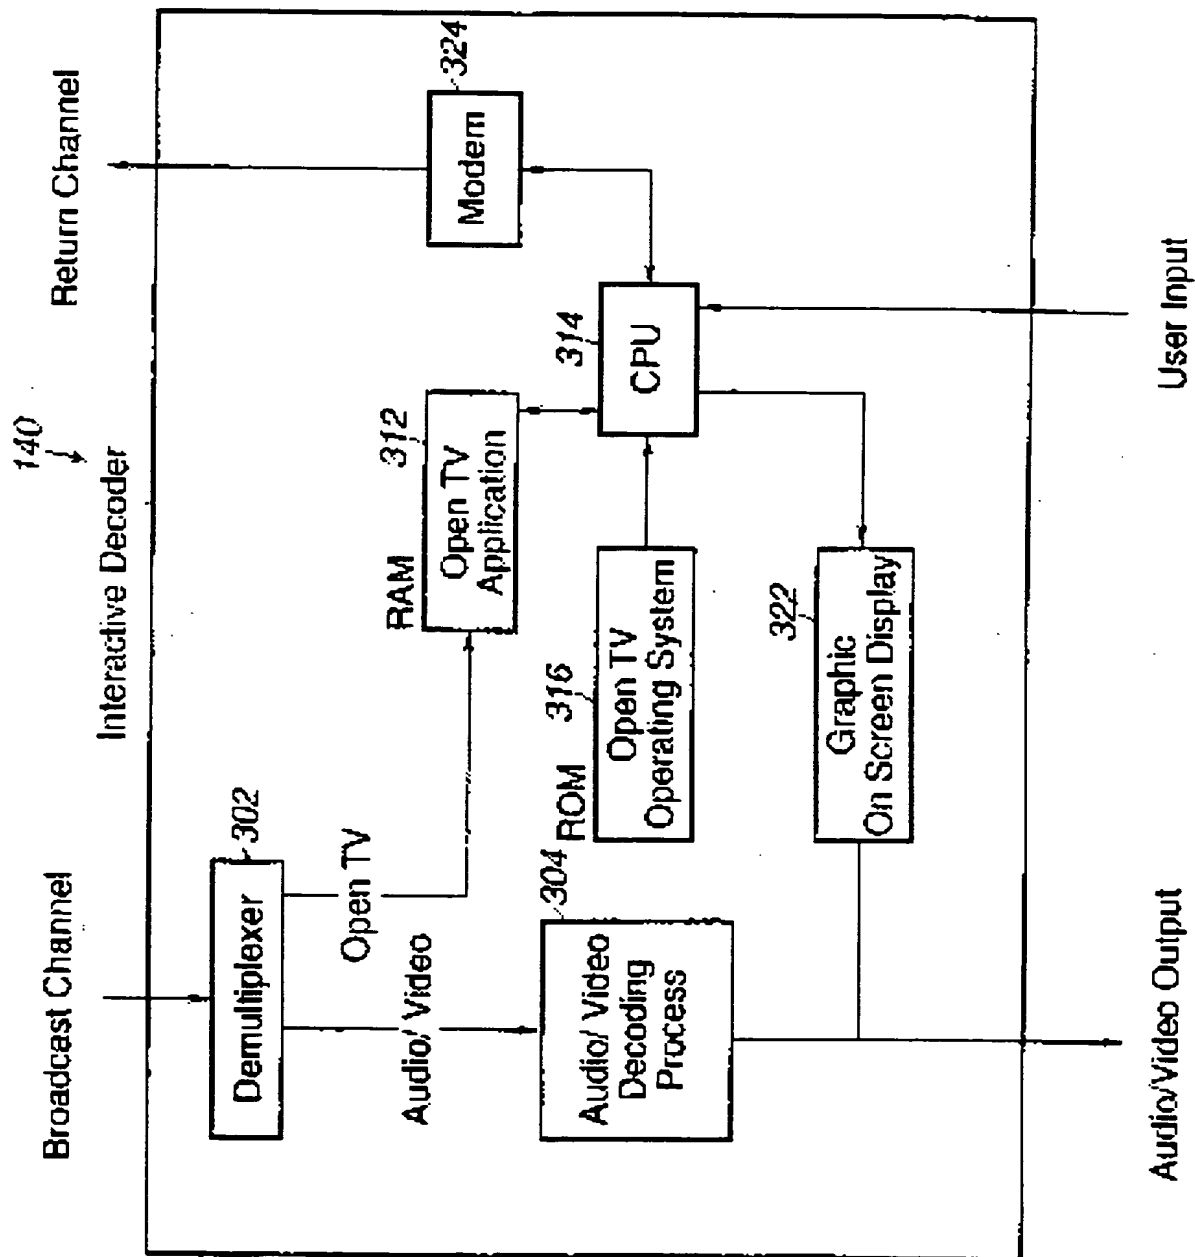 140
Interactive Decoder
Broadcast Channel
Return Channel
Demultiplexer
302
Open TV
Audio/ Video
RAM
312
Open TV
Application
Modem
324
314
CPU
ROM
316
Open TV
Operating System
304
Audio/ Video
Decoding
Process
322
Graphic
On Screen Display
Audio/Video Output
User Input